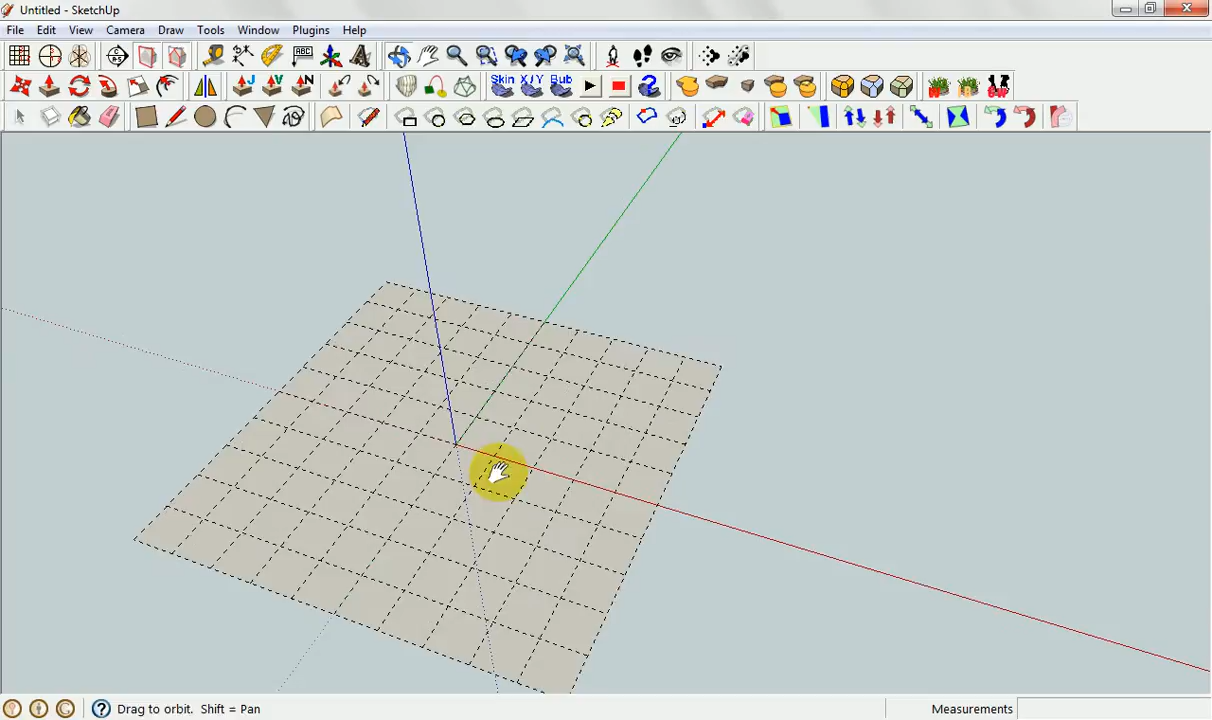 Untitled - SketchUp
File Edit View Camera Draw Tools Window Plugins Help
ABC A
J V N Skin X/Y Bub
Drag to orbit. Shift = Pan Measurements